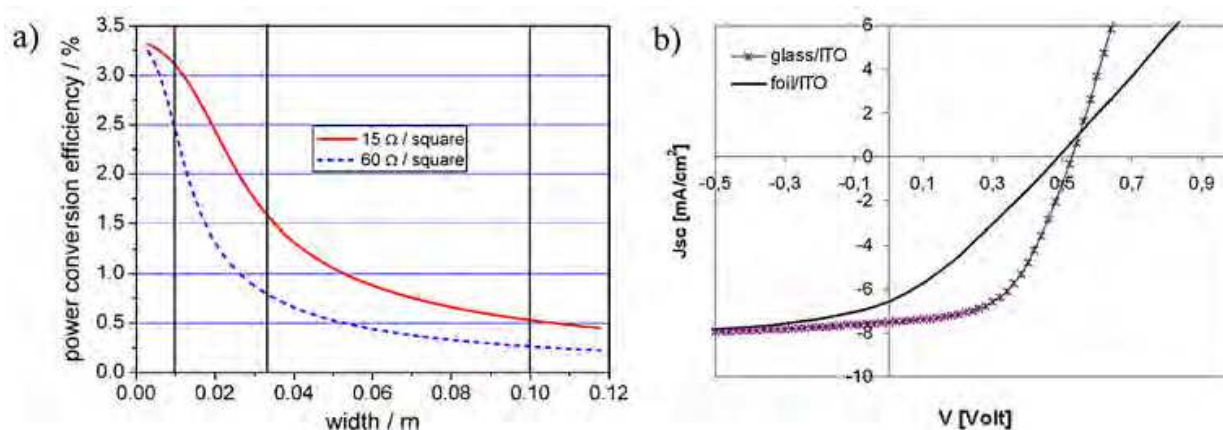 a)
power conversion efficiency / %
3.5
3.0
2.5
2.0
1.5
1.0
0.5
0.0
15 Ω / square
60 Ω / square
0.00 0.02 0.04 0.06 0.08 0.10 0.12
width / m
b)
glass/ITO
foil/ITO
Jsc [mA/cm²]
6
4
2
0
-0,5 -0,3 -0,1 0,1 0,3 0,5 0,7 0,9
-2
-4
-6
-8
-10
V [Volt]